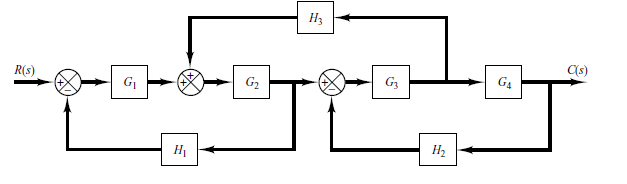 H3
R(s) + − G1 + + G2 + − G3 G4 C(s)
H1 H2